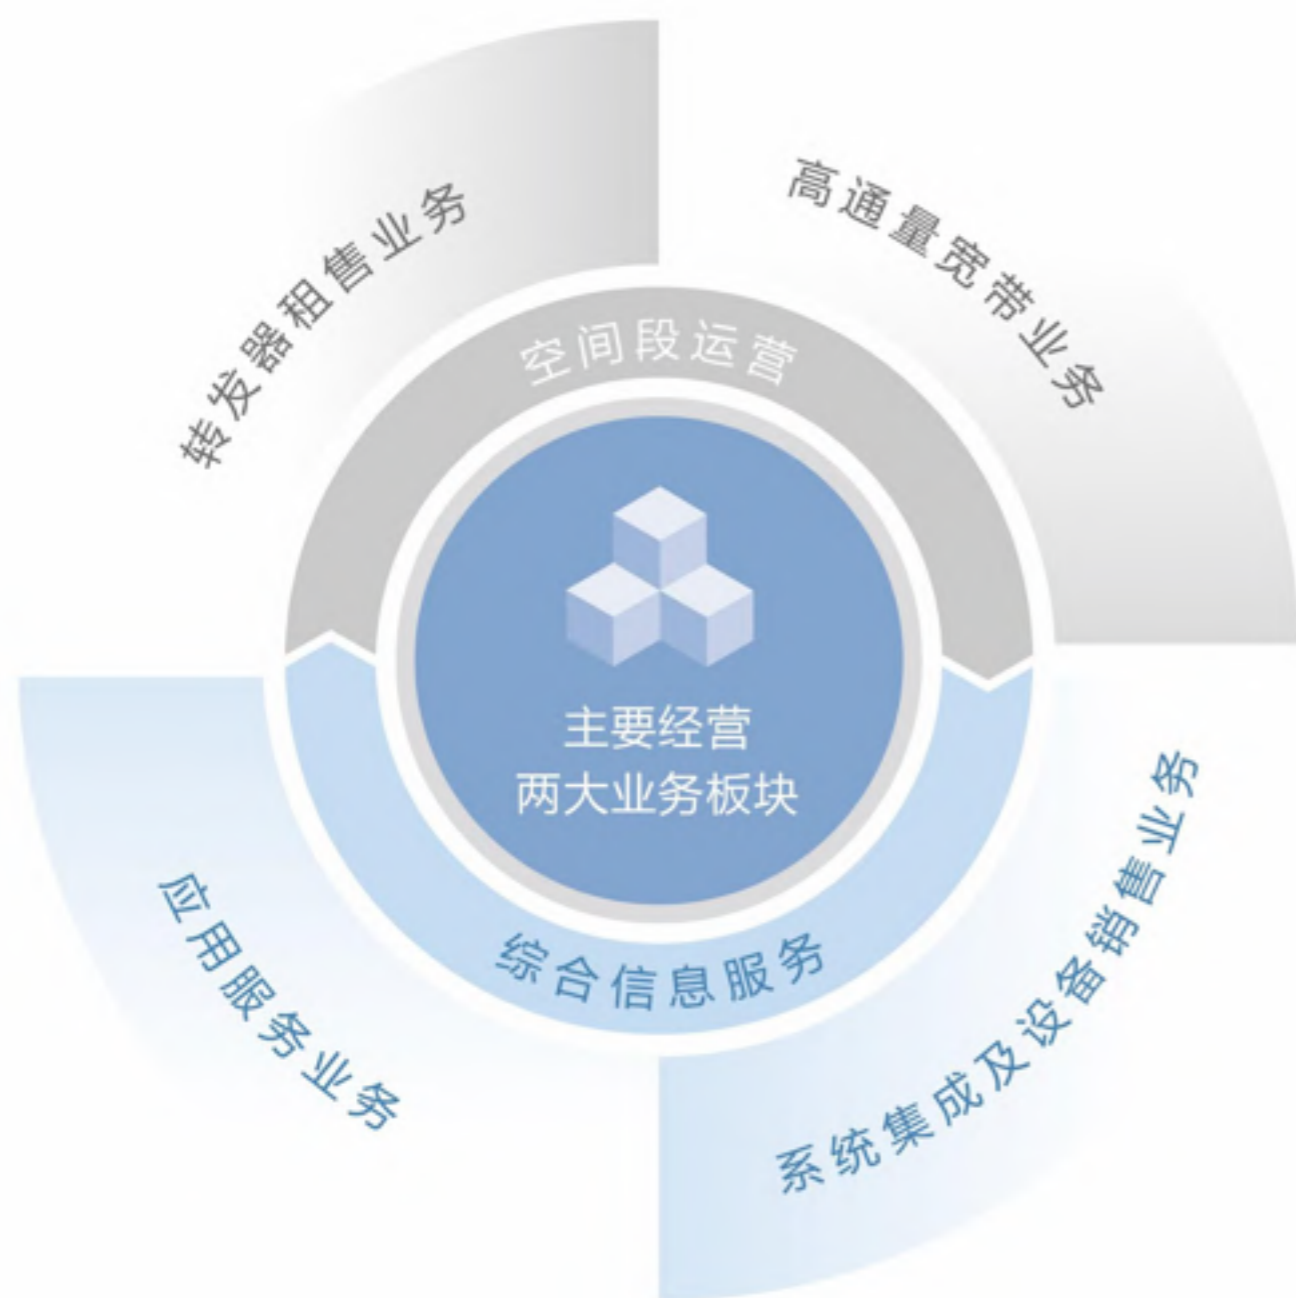 转发器租售业务
高通量宽带业务
空间段运营
主要经营
两大业务板块
综合信息服务
应用服务业务
系统集成及设备销售业务